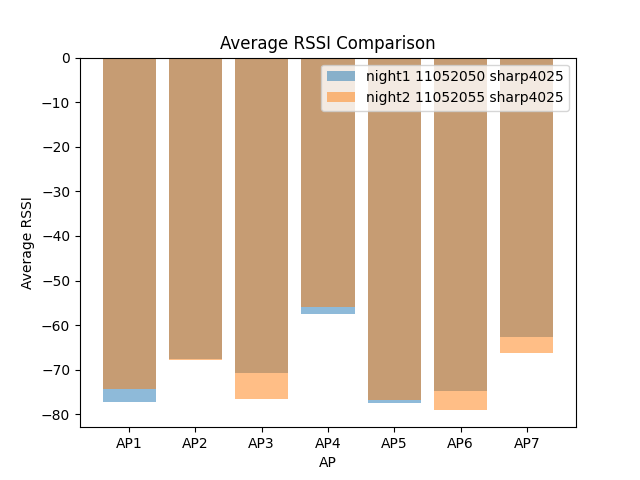 Average RSSI Comparison
night1 11052050 sharp4025
night2 11052055 sharp4025
Average RSSI
0
−10
−20
−30
−40
−50
−60
−70
−80
AP1 AP2 AP3 AP4 AP5 AP6 AP7
AP